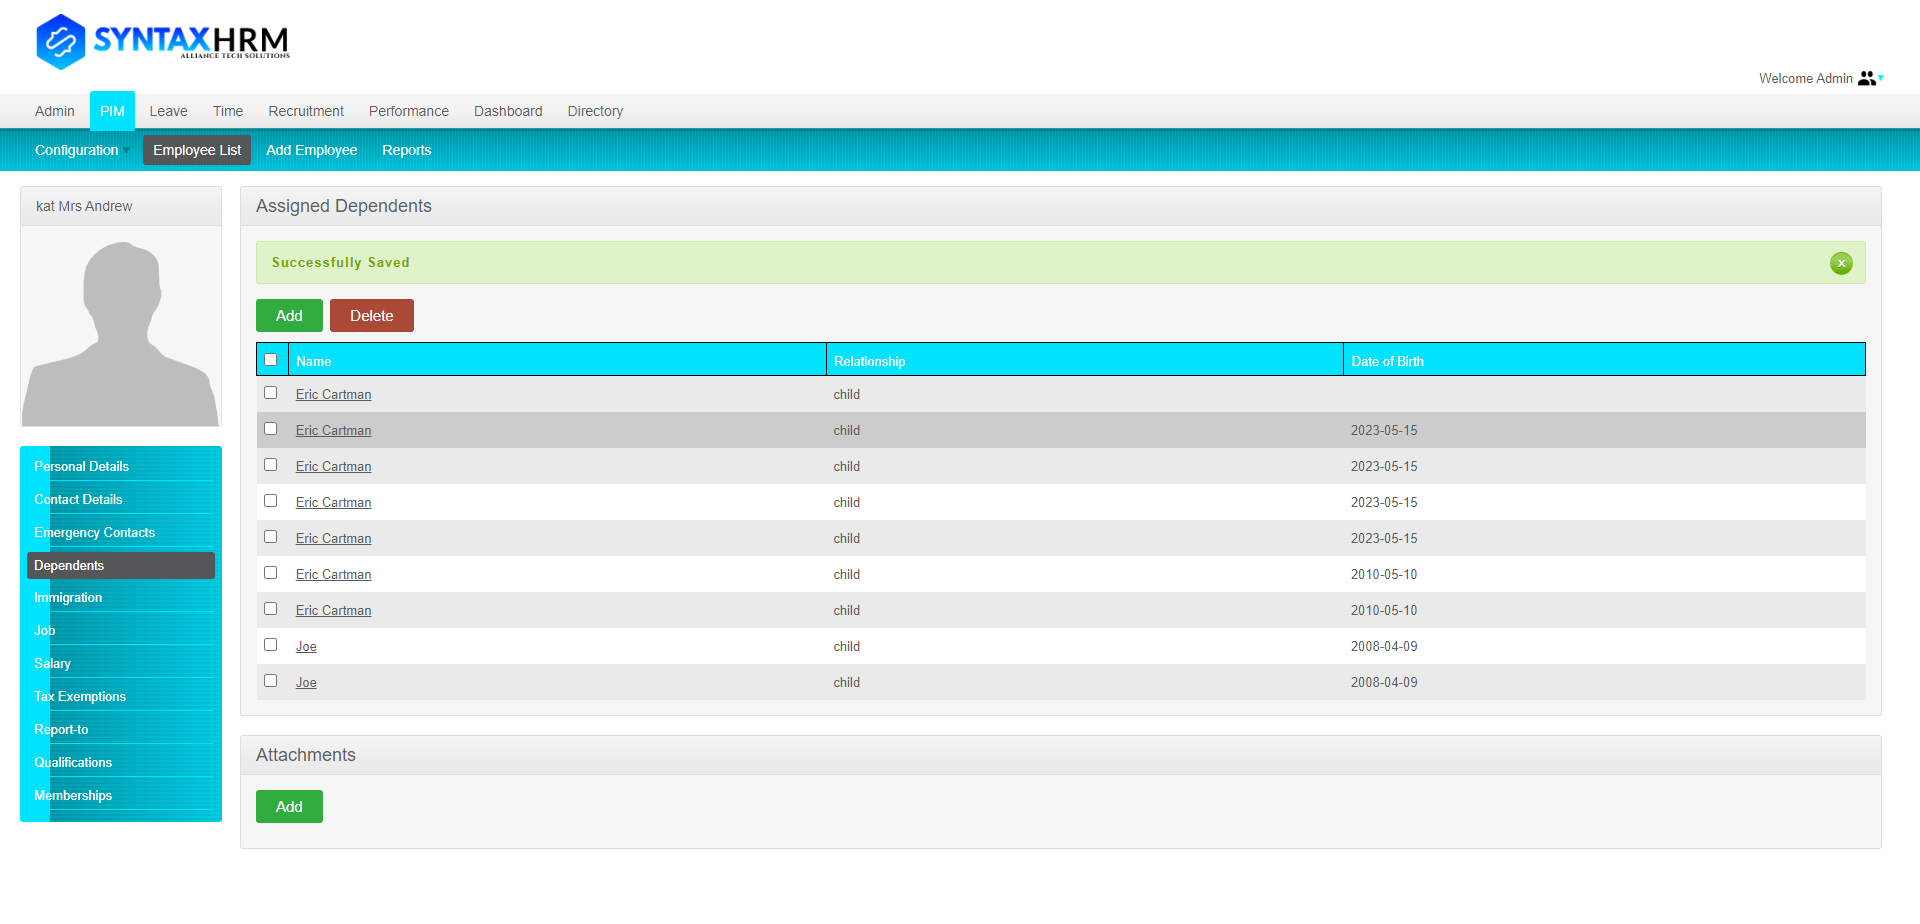 SYNTAXHRM
ALLIANCE TECH SOLUTIONS
Welcome Admin
Admin PIM Leave Time Recruitment Performance Dashboard Directory
Configuration Employee List Add Employee Reports
kat Mrs Andrew
Personal Details
Contact Details
Emergency Contacts
Dependents
Immigration
Job
Salary
Tax Exemptions
Report-to
Qualifications
Memberships
Assigned Dependents
Successfully Saved x
Add Delete
Name Relationship Date of Birth
Eric Cartman child
Eric Cartman child 2023-05-15
Eric Cartman child 2023-05-15
Eric Cartman child 2023-05-15
Eric Cartman child 2023-05-15
Eric Cartman child 2010-05-10
Eric Cartman child 2010-05-10
Joe child 2008-04-09
Joe child 2008-04-09
Attachments
Add